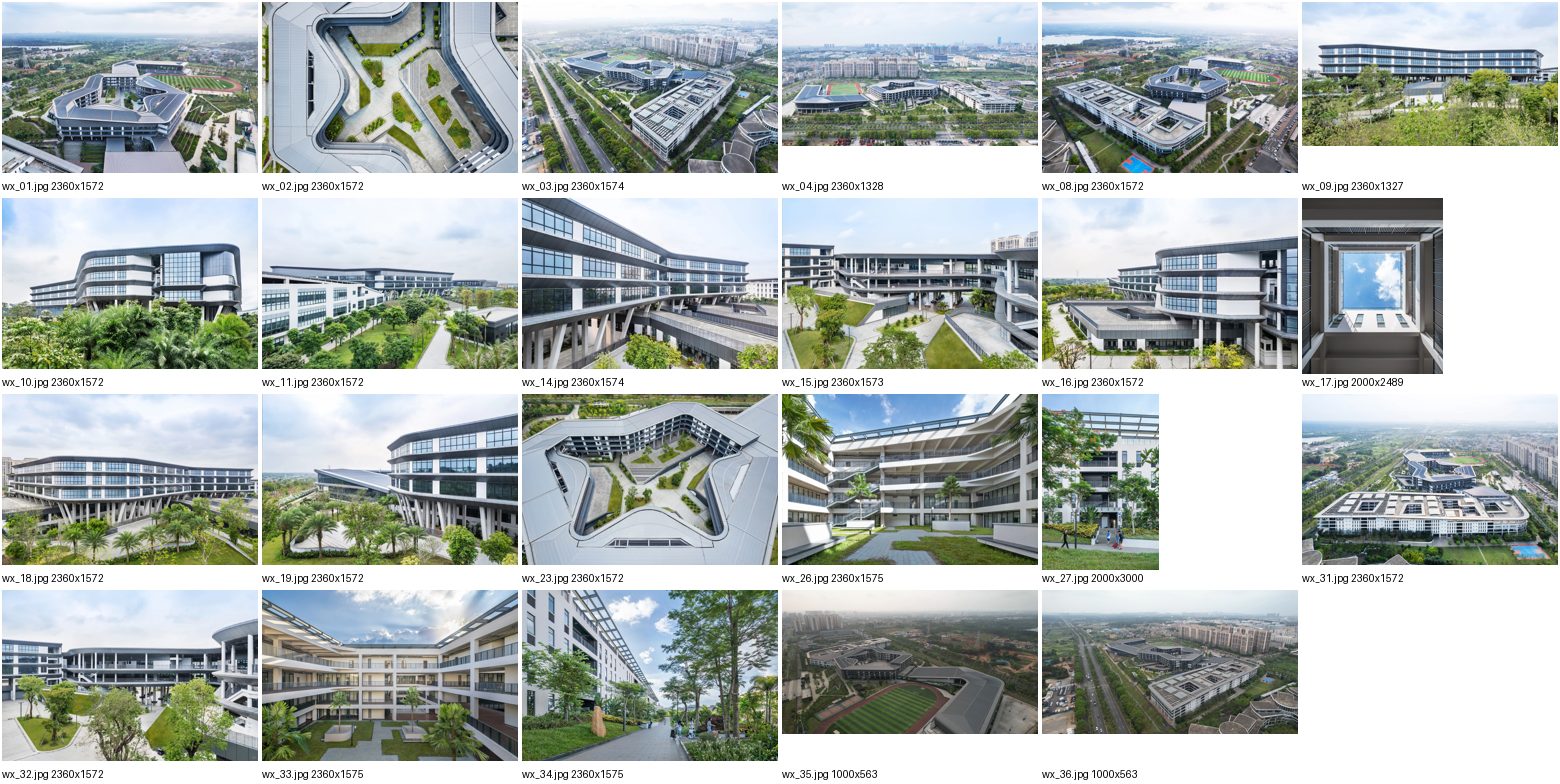 wx_01.jpg 2360x1572
wx_02.jpg 2360x1572
wx_03.jpg 2360x1574
wx_04.jpg 2360x1328
wx_08.jpg 2360x1572
wx_09.jpg 2360x1327
wx_10.jpg 2360x1572
wx_11.jpg 2360x1572
wx_14.jpg 2360x1574
wx_15.jpg 2360x1573
wx_16.jpg 2360x1572
wx_17.jpg 2000x2489
wx_18.jpg 2360x1572
wx_19.jpg 2360x1572
wx_23.jpg 2360x1572
wx_26.jpg 2360x1575
wx_27.jpg 2000x3000
wx_31.jpg 2360x1572
wx_32.jpg 2360x1572
wx_33.jpg 2360x1575
wx_34.jpg 2360x1575
wx_35.jpg 1000x563
wx_36.jpg 1000x563